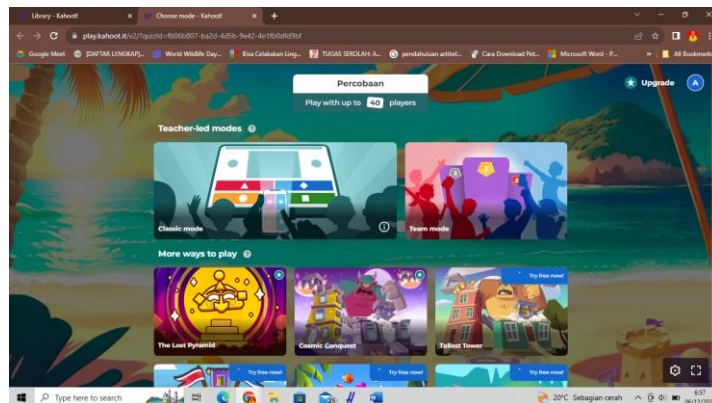 Library - Kahoot!
Choose mode - Kahoot!
play.kahoot.it/v2/?quizId=fb06b807-ba2d-4d5b-9e42-4e1fb0dfd9bf
Google Meet
[DAFTAR LENGKAP]...
World Wildlife Day...
Bisa Celakakan Ling...
TUGAS SEKOLAH: A...
pendahuluan artikel...
Cara Download Pet...
Microsoft Word - P...
All Bookmarks
Percobaan
Play with up to 40 players
Upgrade
A
Teacher-led modes
Classic mode
Team mode
More ways to play
The Lost Pyramid
Cosmic Conquest
Try free now!
Tallest Tower
Try free now!
Try free now!
Try free now!
Type here to search
20°C Sebagian cerah
6:57